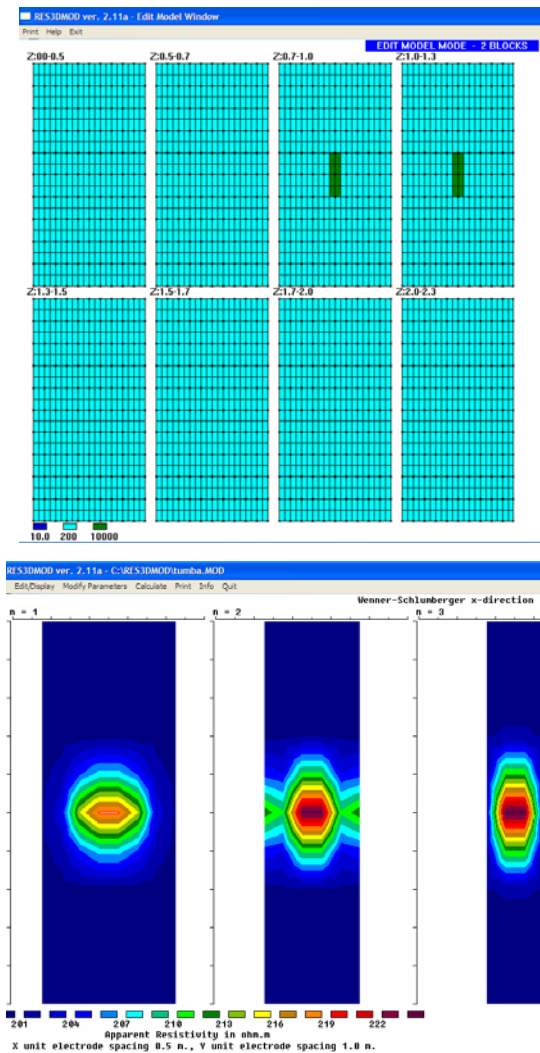 RES3DMOD ver. 2.11a - Edit Model Window
Print Help Exit
EDIT MODEL MODE - 2 BLOCKS
Z:00-0.5 Z:0.5-0.7 Z:0.7-1.0 Z:1.0-1.3
Z:1.3-1.5 Z:1.5-1.7 Z:1.7-2.0 Z:2.0-2.3
10.0 200 10000
RES3DMOD ver. 2.11a - C:\RES3DMOD\tumba.MOD
Edit/Display Modify Parameters Calculate Print Info Quit
Wenner-Schlumberger x-direction
n = 1 n = 2 n = 3
201 204 207 210 213 216 219 222
Apparent Resistivity in ohm.m
X unit electrode spacing 0.5 m., Y unit electrode spacing 1.0 m.